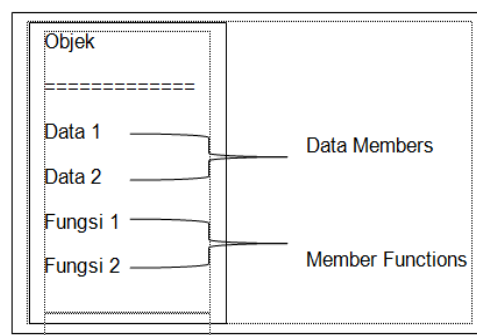 Objek
=============
Data 1
Data 2
Data Members
Fungsi 1
Fungsi 2
Member Functions